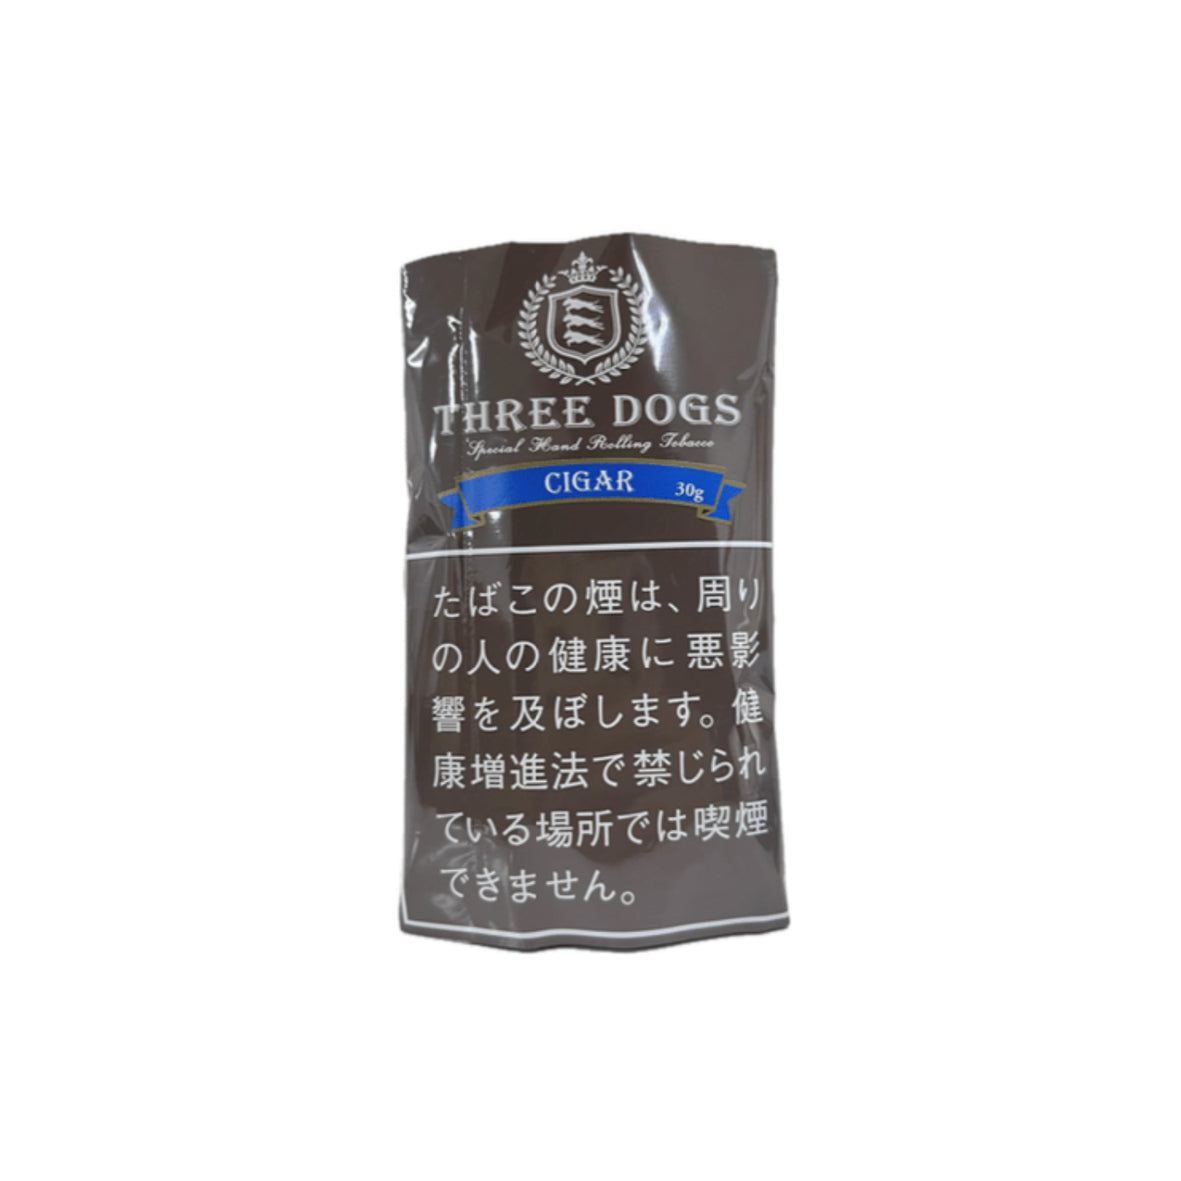 THREE DOGS
Special Hand Rolling Tobacco
CIGAR 30g
たばこの煙は、周り
の人の健康に悪影
響を及ぼします。健
康増進法で禁じられ
ている場所では喫煙
できません。